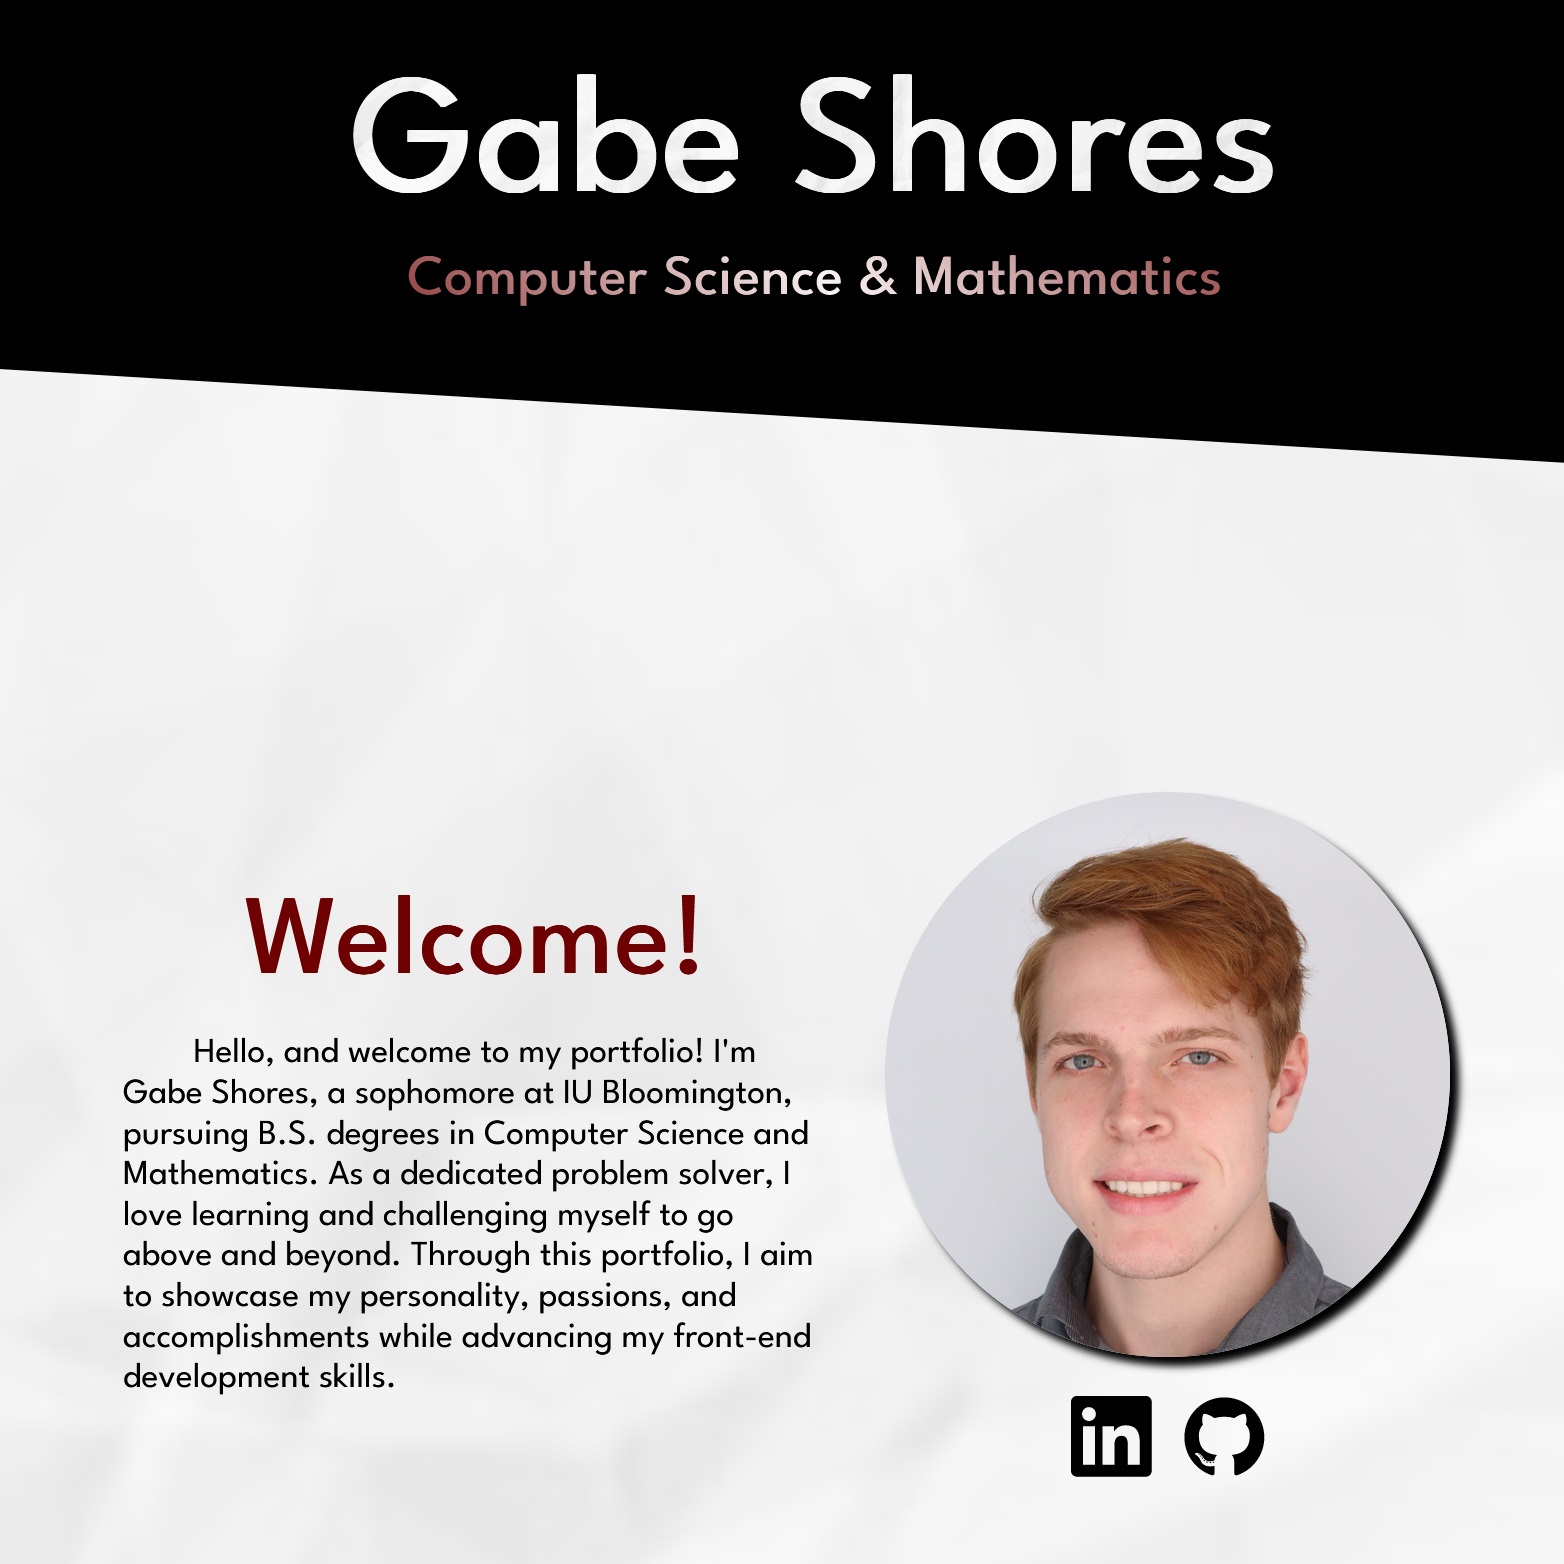 Gabe Shores
Computer Science & Mathematics
Welcome!
Hello, and welcome to my portfolio! I'm
Gabe Shores, a sophomore at IU Bloomington,
pursuing B.S. degrees in Computer Science and
Mathematics. As a dedicated problem solver, I
love learning and challenging myself to go
above and beyond. Through this portfolio, I aim
to showcase my personality, passions, and
accomplishments while advancing my front-end
development skills.
in